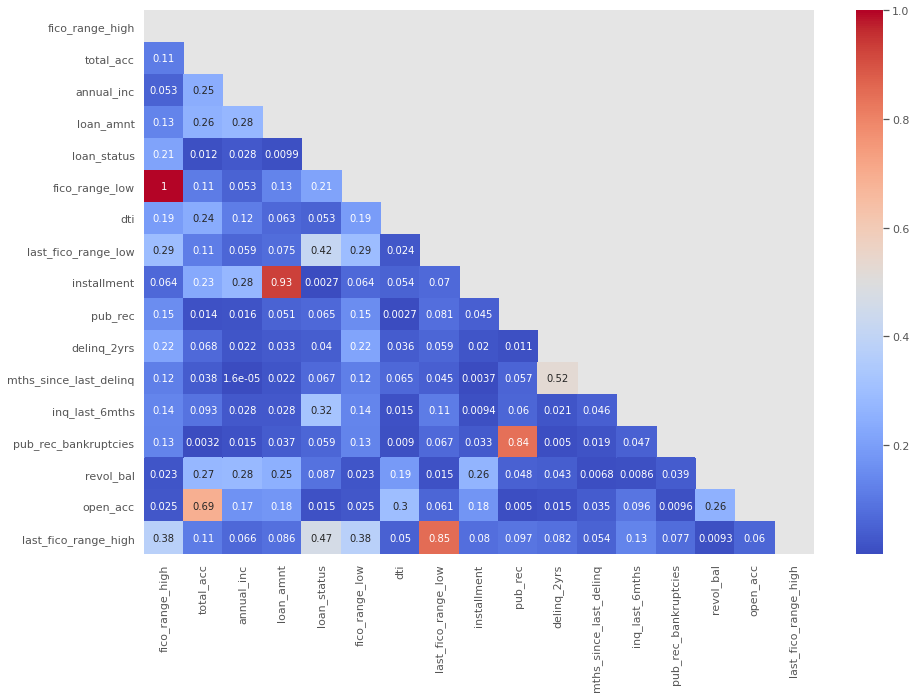 fico_range_high
total_acc 0.11
annual_inc 0.053 0.25
loan_amnt 0.13 0.26 0.28
loan_status 0.21 0.012 0.028 0.0099
fico_range_low 1 0.11 0.053 0.13 0.21
dti 0.19 0.24 0.12 0.063 0.053 0.19
last_fico_range_low 0.29 0.11 0.059 0.075 0.42 0.29 0.024
installment 0.064 0.23 0.28 0.93 0.0027 0.064 0.054 0.07
pub_rec 0.15 0.014 0.016 0.051 0.065 0.15 0.0027 0.081 0.045
delinq_2yrs 0.22 0.068 0.022 0.033 0.04 0.22 0.036 0.059 0.02 0.011
mths_since_last_delinq 0.12 0.038 1.6e-05 0.022 0.067 0.12 0.065 0.045 0.0037 0.057 0.52
inq_last_6mths 0.14 0.093 0.028 0.028 0.32 0.14 0.015 0.11 0.0094 0.06 0.021 0.046
pub_rec_bankruptcies 0.13 0.0032 0.015 0.037 0.059 0.13 0.009 0.067 0.033 0.84 0.005 0.019 0.047
revol_bal 0.023 0.27 0.28 0.25 0.087 0.023 0.19 0.015 0.26 0.048 0.043 0.0068 0.0086 0.039
open_acc 0.025 0.69 0.17 0.18 0.015 0.025 0.3 0.061 0.18 0.005 0.015 0.035 0.096 0.0096 0.26
last_fico_range_high 0.38 0.11 0.066 0.086 0.47 0.38 0.05 0.85 0.08 0.097 0.082 0.054 0.13 0.077 0.0093 0.06
fico_range_high
total_acc
annual_inc
loan_amnt
loan_status
fico_range_low
dti
last_fico_range_low
installment
pub_rec
delinq_2yrs
mths_since_last_delinq
inq_last_6mths
pub_rec_bankruptcies
revol_bal
open_acc
last_fico_range_high
1.0
0.8
0.6
0.4
0.2